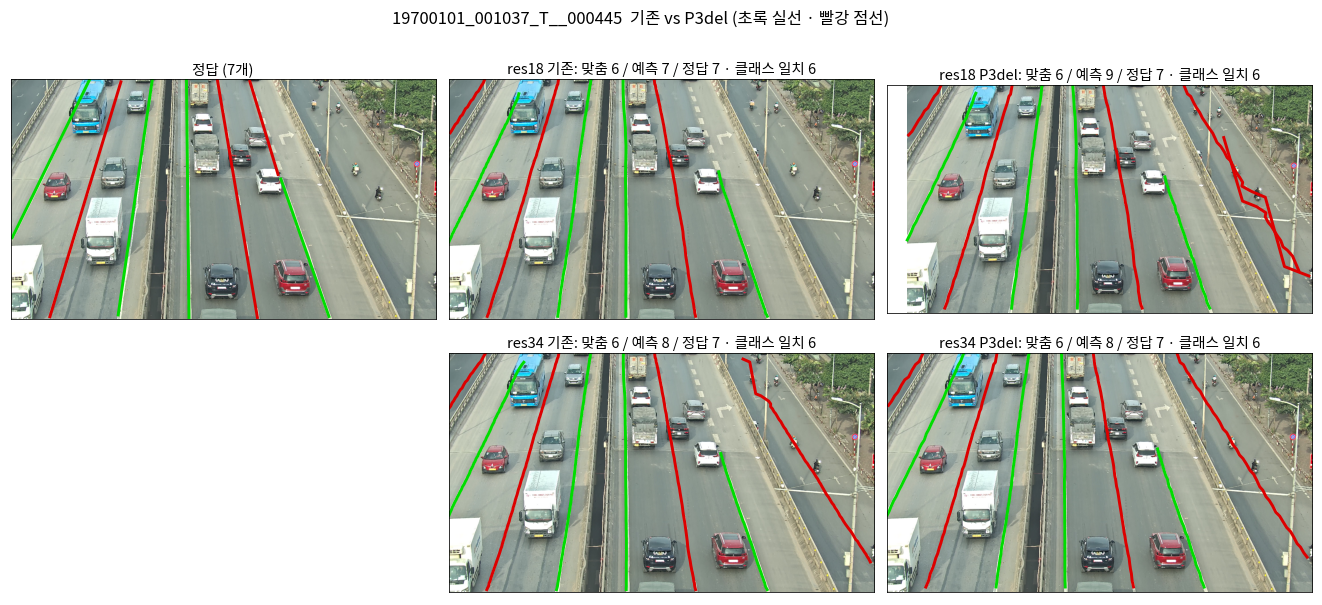 19700101_001037_T__000445  기존 vs P3del (초록 실선 · 빨강 점선)
정답 (7개)
res18 기존: 맞춤 6 / 예측 7 / 정답 7 · 클래스 일치 6
res18 P3del: 맞춤 6 / 예측 9 / 정답 7 · 클래스 일치 6
res34 기존: 맞춤 6 / 예측 8 / 정답 7 · 클래스 일치 6
res34 P3del: 맞춤 6 / 예측 8 / 정답 7 · 클래스 일치 6